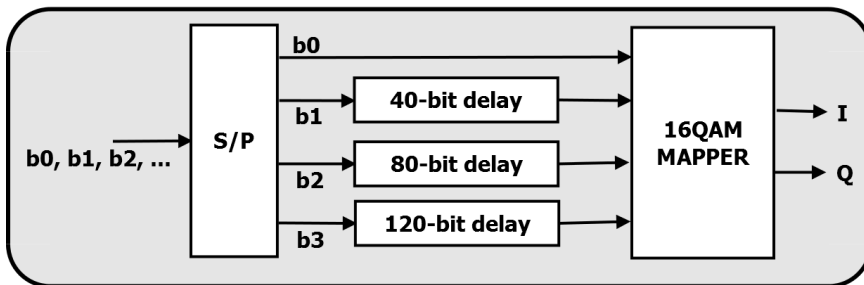 b0, b1, b2, ...
S/P
b0
b1
b2
b3
40-bit delay
80-bit delay
120-bit delay
16QAM
MAPPER
I
Q